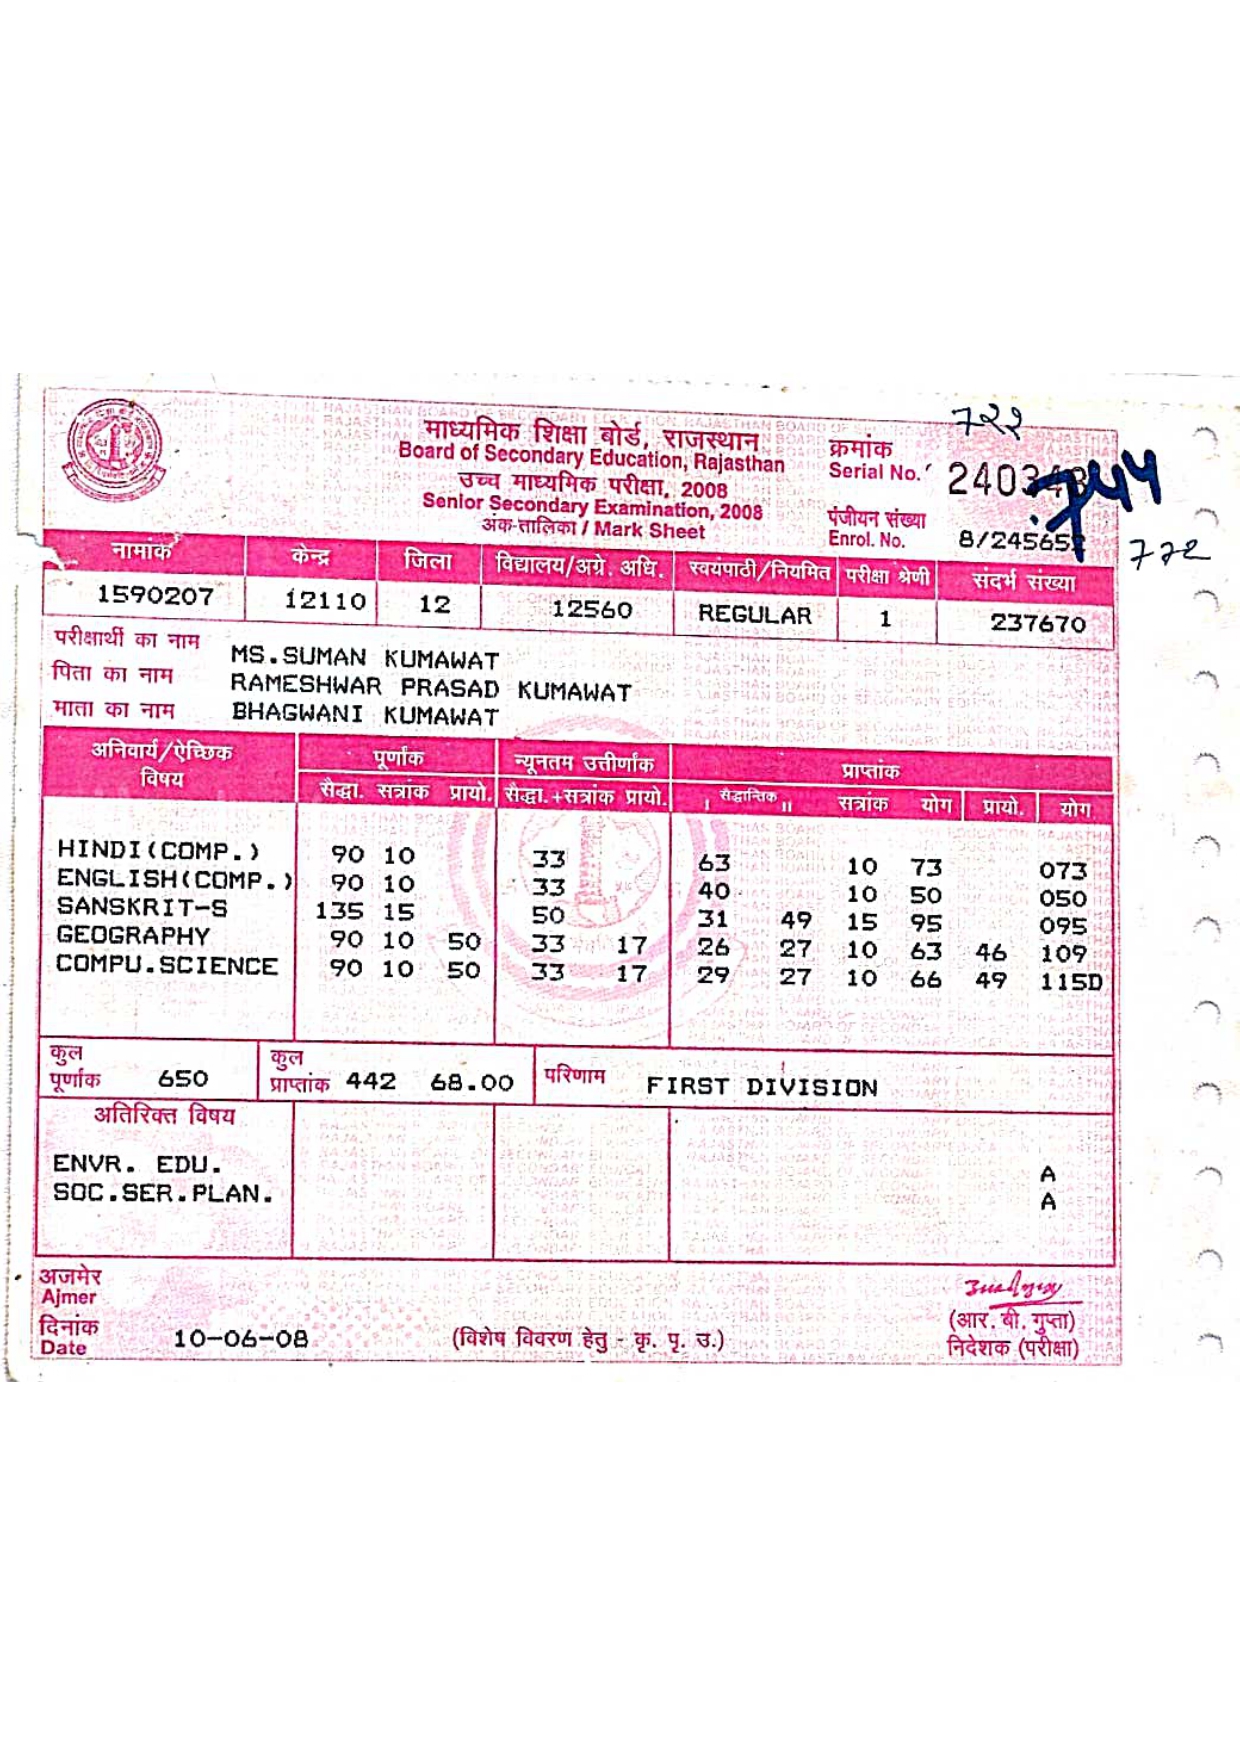 ७२२
माध्यमिक शिक्षा बोर्ड, राजस्थान
Board of Secondary Education, Rajasthan
उच्च माध्यमिक परीक्षा, 2008
Senior Secondary Examination, 2008
अंक-तालिका / Mark Sheet
क्रमांक
Serial No.
७५५
पंजीयन संख्या
Enrol. No. 8/24565
७७२
नामांक केन्द्र जिला विद्यालय/अग्रे. अधि. स्वयंपाठी/नियमित परीक्षा श्रेणी संदर्भ संख्या
1590207 12110 12 12560 REGULAR 1 237670
परीक्षार्थी का नाम MS.SUMAN KUMAWAT
पिता का नाम RAMESHWAR PRASAD KUMAWAT
माता का नाम BHAGWANI KUMAWAT
अनिवार्य/ऐच्छिक विषय पूर्णांक न्यूनतम उत्तीर्णांक प्राप्तांक
सैद्धा. सत्रांक प्रायो. सैद्धा.+सत्रांक प्रायो. I सैद्धान्तिक II सत्रांक योग प्रायो. योग
HINDI(COMP.) 90 10 33 63 10 73 073
ENGLISH(COMP.) 90 10 33 40 10 50 050
SANSKRIT-S 135 15 50 31 49 15 95 095
GEOGRAPHY 90 10 50 33 17 26 27 10 63 46 109
COMPU.SCIENCE 90 10 50 33 17 29 27 10 66 49 115D
कुल पूर्णांक 650 कुल प्राप्तांक 442 68.00 परिणाम FIRST DIVISION
अतिरिक्त विषय
ENVR. EDU. A
SOC.SER.PLAN. A
अजमेर
Ajmer
दिनांक
Date 10-06-08 (विशेष विवरण हेतु - कृ. पृ. उ.)
(आर. बी. गुप्ता)
निदेशक (परीक्षा)